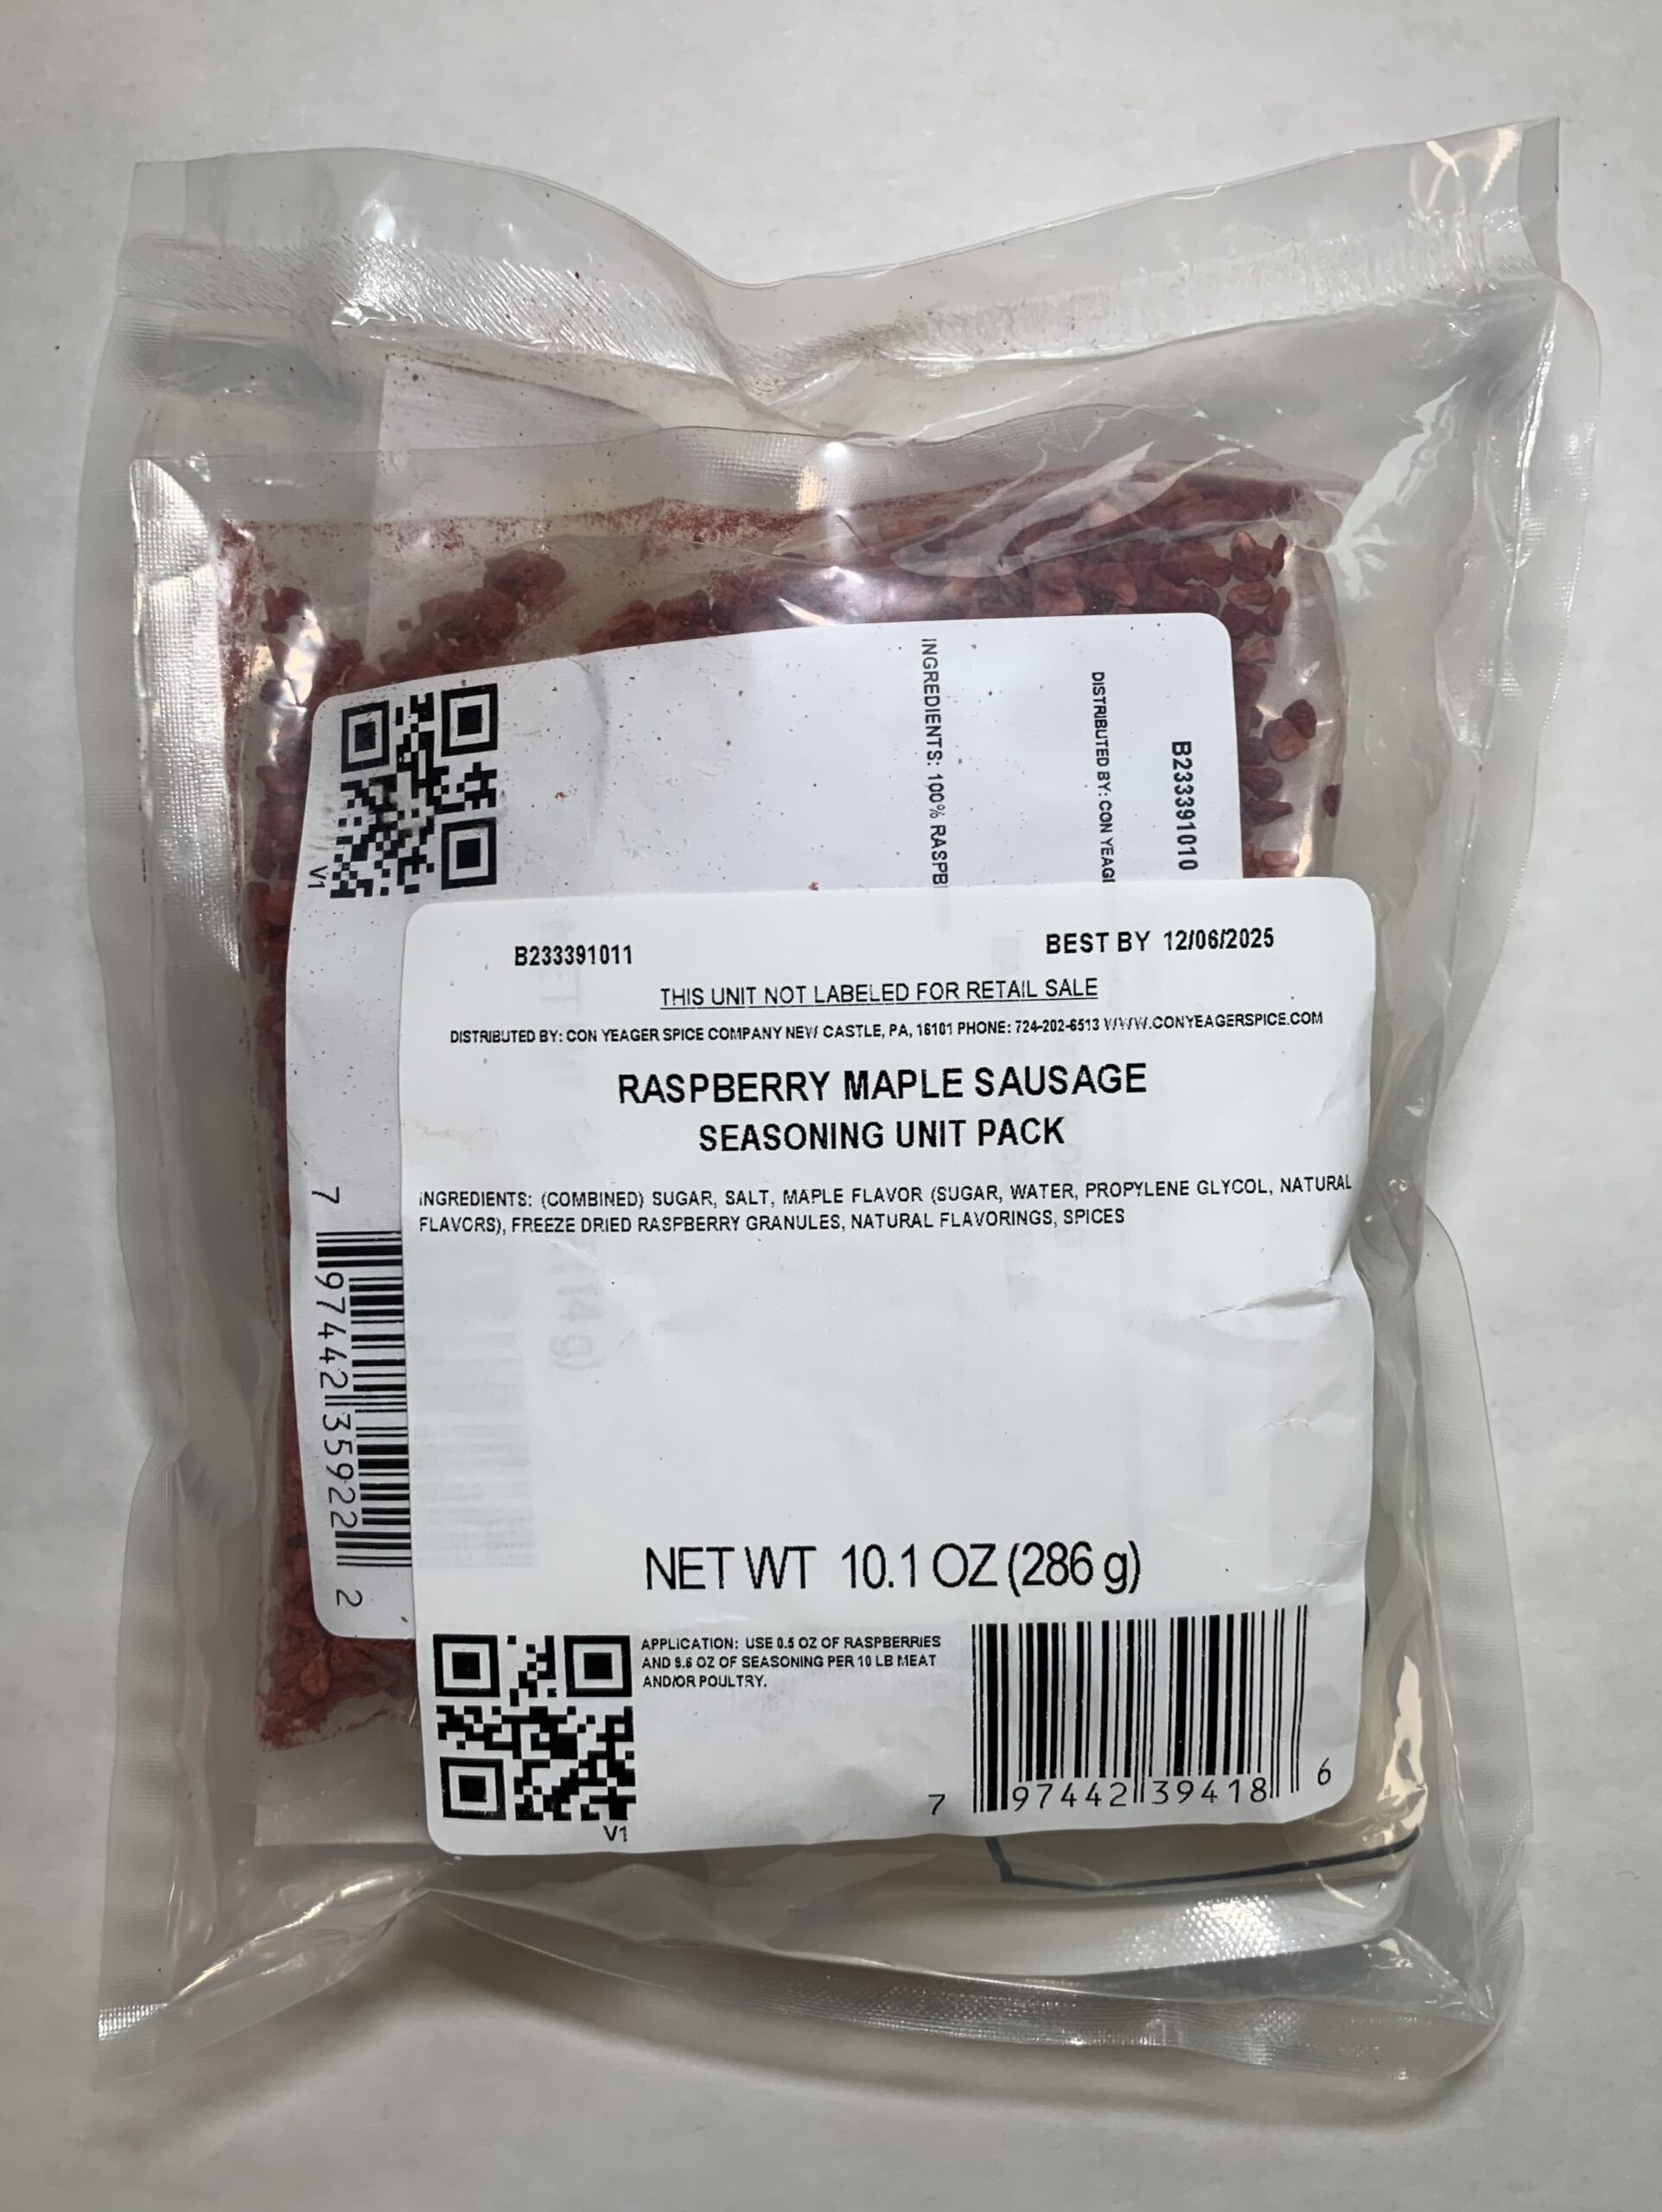 B233391010
DISTRIBUTED BY: CON YEAG
INGREDIENTS: 100%
V1
7 97442 35922 2
B233391011
BEST BY 12/06/2025
THIS UNIT NOT LABELED FOR RETAIL SALE
DISTRIBUTED BY: CON YEAGER SPICE COMPANY NEW CASTLE, PA, 16101 PHONE: 724-202-6513 WWW.CONYEAGERSPICE.COM
RASPBERRY MAPLE SAUSAGE
SEASONING UNIT PACK
INGREDIENTS: (COMBINED) SUGAR, SALT, MAPLE FLAVOR (SUGAR, WATER, PROPYLENE GLYCOL, NATURAL
FLAVORS), FREEZE DRIED RASPBERRY GRANULES, NATURAL FLAVORINGS, SPICES
NET WT 10.1 OZ (286 g)
APPLICATION: USE 0.5 OZ OF RASPBERRIES
AND 9.6 OZ OF SEASONING PER 10 LB MEAT
AND/OR POULTRY.
V1
7 97442 39418 6